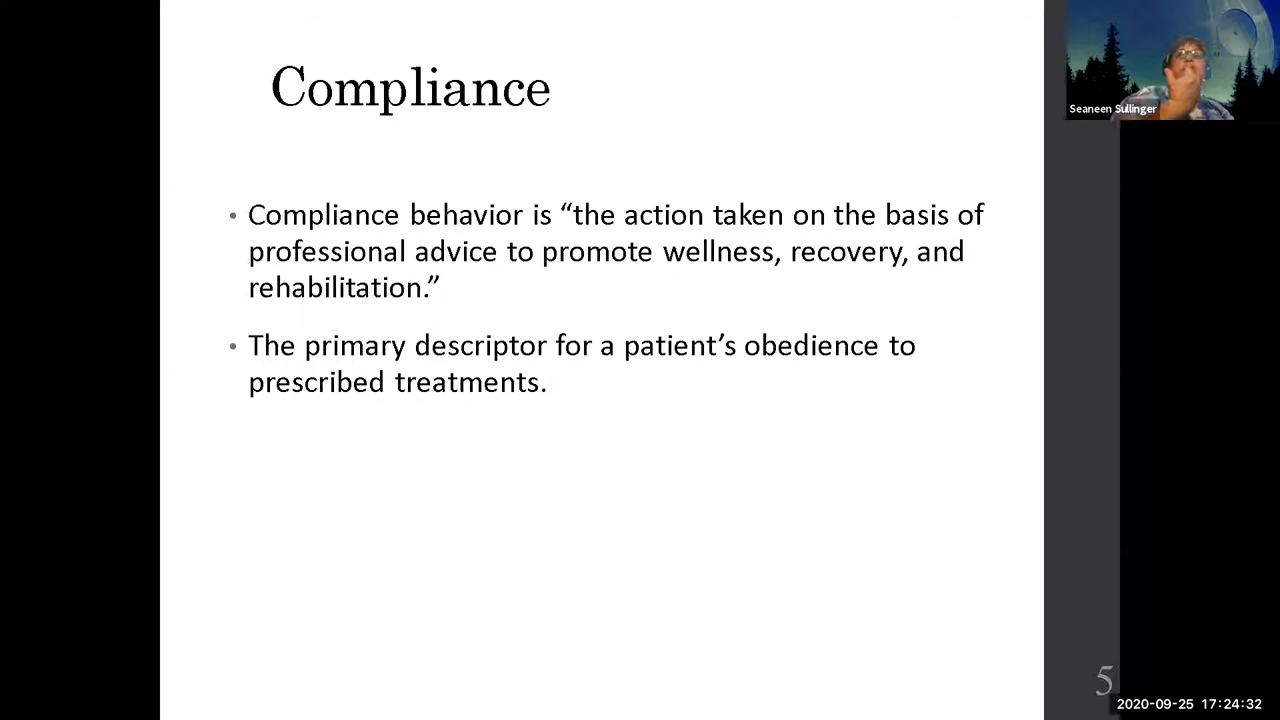 Compliance
Seaneen Sullinger
• Compliance behavior is “the action taken on the basis of
professional advice to promote wellness, recovery, and
rehabilitation.”
• The primary descriptor for a patient’s obedience to
prescribed treatments.
5
2020-09-25 17:24:32